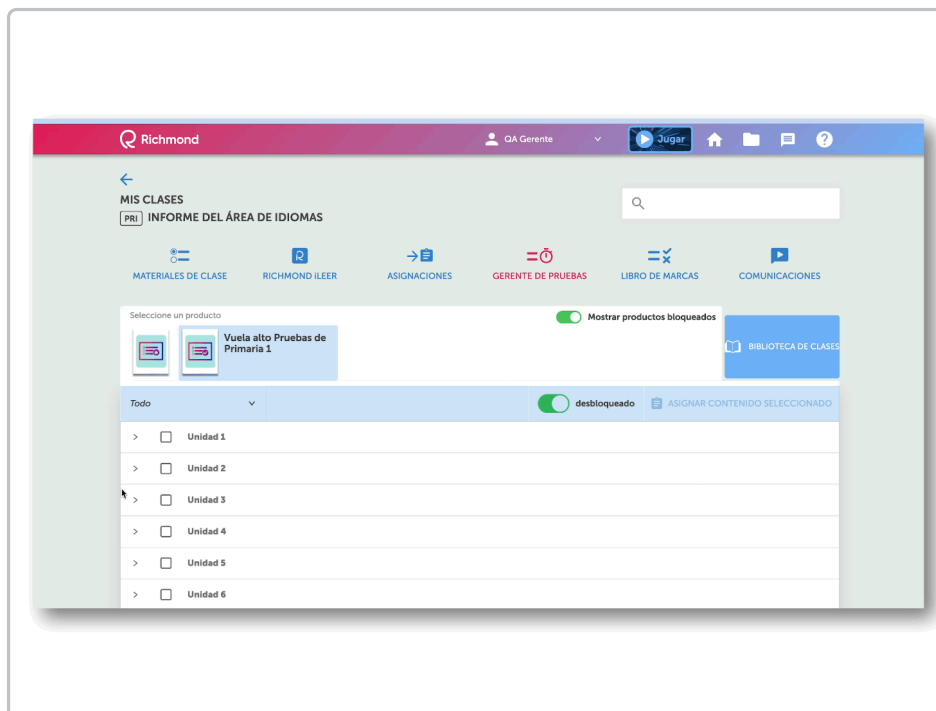 Richmond
QA Gerente
Jugar
MIS CLASES
PRI INFORME DEL ÁREA DE IDIOMAS
MATERIALES DE CLASE
RICHMOND iLEER
ASIGNACIONES
GERENTE DE PRUEBAS
LIBRO DE MARCAS
COMUNICACIONES
Seleccione un producto
Mostrar productos bloqueados
Vuela alto Pruebas de
Primaria 1
BIBLIOTECA DE CLASES
Todo
desbloqueado
ASIGNAR CONTENIDO SELECCIONADO
Unidad 1
Unidad 2
Unidad 3
Unidad 4
Unidad 5
Unidad 6